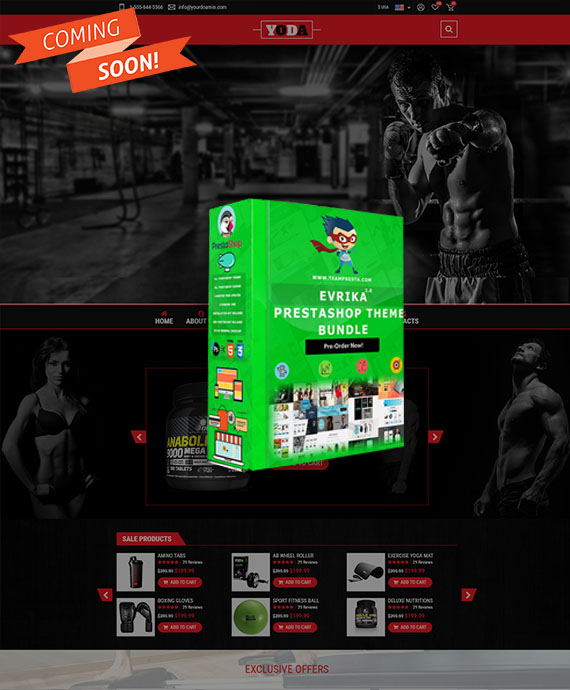 COMING
SOON!
1-555-644-5566
info@yourdoamin.com
$ USA
YODA
PrestaShop
WWW.TEAMPRESTA.COM
EVRIKA 2.0
PRESTASHOP THEME
BUNDLE
Pre-Order Now!
HOME
ABOUT
ANABOL
5000 MEGA
TABLETS
TO CART
SALE PRODUCTS
AMINO TABS
29 Reviews
$399.99 $199.99
ADD TO CART
AB WHEEL ROLLER
29 Reviews
$399.99 $199.99
ADD TO CART
EXERCISE YOGA MAT
29 Reviews
$399.99 $199.99
ADD TO CART
BOXING GLOVES
29 Reviews
$399.99 $199.99
ADD TO CART
SPORT FITNESS BALL
29 Reviews
$399.99 $199.99
ADD TO CART
DELUXE NUTRITIONS
29 Reviews
$399.99 $199.99
ADD TO CART
EXCLUSIVE OFFERS